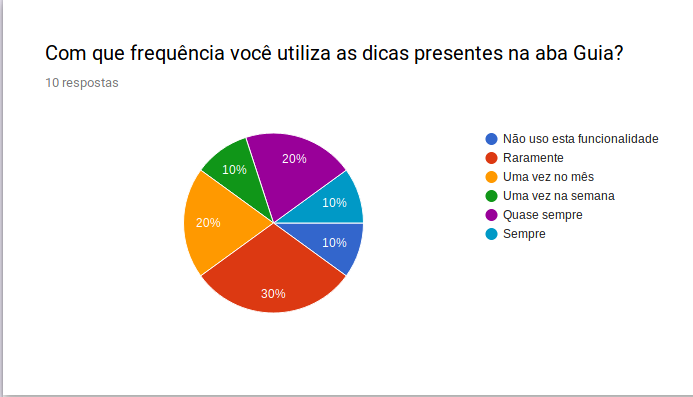 Com que frequência você utiliza as dicas presentes na aba Guia?
10 respostas
20%
10%
10%
20%
10%
30%
Não uso esta funcionalidade
Raramente
Uma vez no mês
Uma vez na semana
Quase sempre
Sempre